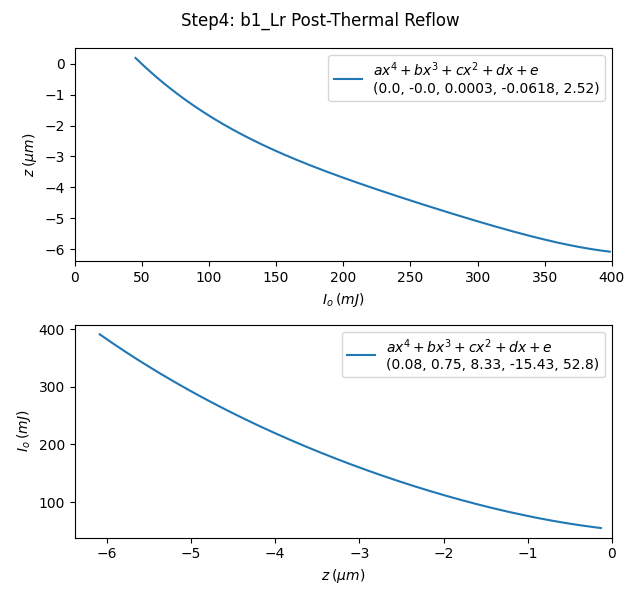 Step4: b1_Lr Post-Thermal Reflow
0
−1
−2
−3
−4
−5
−6
z (μm)
ax⁴ + bx³ + cx² + dx + e
(0.0, -0.0, 0.0003, -0.0618, 2.52)
0 50 100 150 200 250 300 350 400
Iₒ (mJ)
400
300
200
100
Iₒ (mJ)
ax⁴ + bx³ + cx² + dx + e
(0.08, 0.75, 8.33, -15.43, 52.8)
−6 −5 −4 −3 −2 −1 0
z (μm)